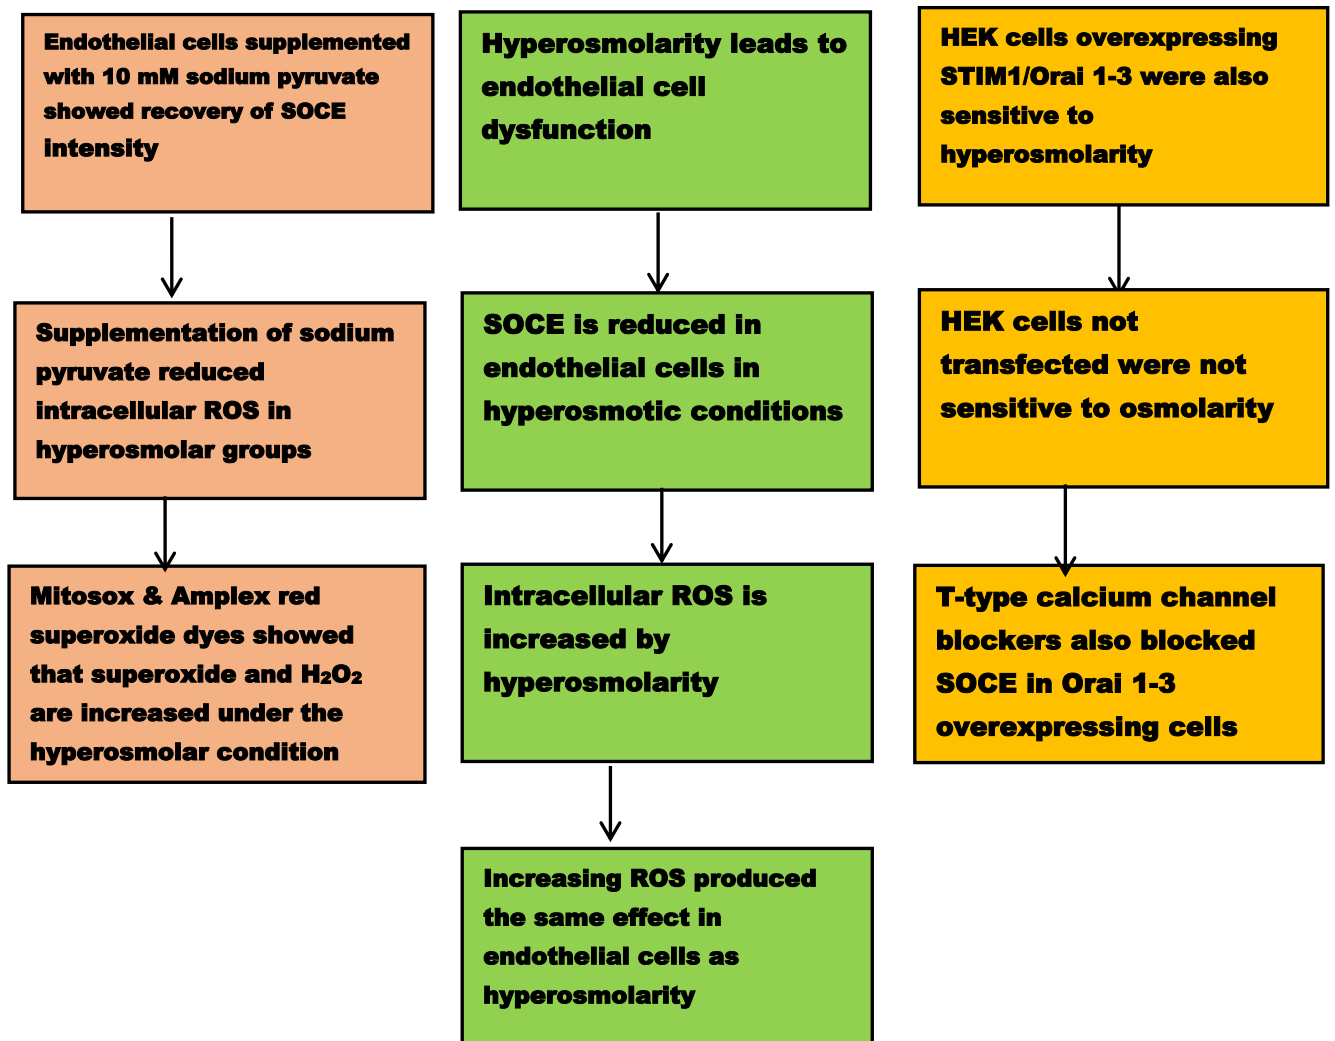 Endothelial cells supplemented
with 10 mM sodium pyruvate
showed recovery of SOCE
intensity
Supplementation of sodium
pyruvate reduced
intracellular ROS in
hyperosmolar groups
Mitosox & Amplex red
superoxide dyes showed
that superoxide and H₂O₂
are increased under the
hyperosmolar condition
Hyperosmolarity leads to
endothelial cell
dysfunction
SOCE is reduced in
endothelial cells in
hyperosmotic conditions
Intracellular ROS is
increased by
hyperosmolarity
Increasing ROS produced
the same effect in
endothelial cells as
hyperosmolarity
HEK cells overexpressing
STIM1/Orai 1-3 were also
sensitive to
hyperosmolarity
HEK cells not
transfected were not
sensitive to osmolarity
T-type calcium channel
blockers also blocked
SOCE in Orai 1-3
overexpressing cells